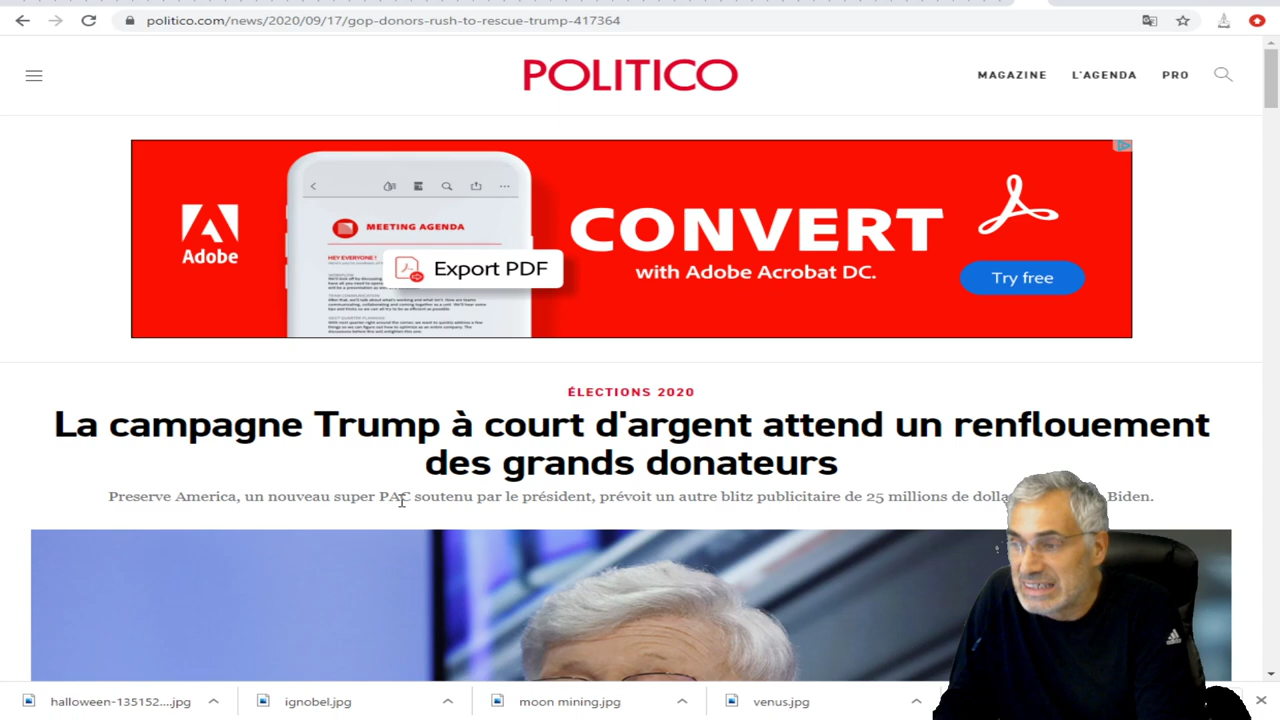 politico.com/news/2020/09/17/gop-donors-rush-to-rescue-trump-417364
POLITICO
MAGAZINE L'AGENDA PRO
Adobe
MEETING AGENDA
HEY EVERYONE!
Export PDF
CONVERT
with Adobe Acrobat DC.
Try free
ÉLECTIONS 2020
La campagne Trump à court d'argent attend un renflouement
des grands donateurs
Preserve America, un nouveau super PAC soutenu par le président, prévoit un autre blitz publicitaire de 25 millions de Biden.
halloween-135152....jpg ignobel.jpg moon mining.jpg venus.jpg